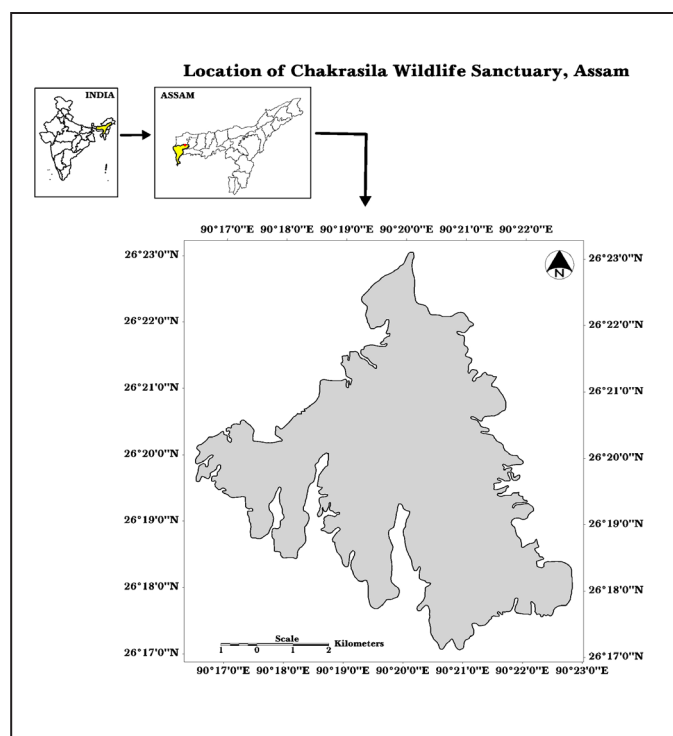 Location of Chakrasila Wildlife Sanctuary, Assam
INDIA
ASSAM
90°17'0"E 90°18'0"E 90°19'0"E 90°20'0"E 90°21'0"E 90°22'0"E
26°23'0"N 26°23'0"N
N
26°22'0"N 26°22'0"N
26°21'0"N 26°21'0"N
26°20'0"N 26°20'0"N
26°19'0"N 26°19'0"N
26°18'0"N 26°18'0"N
Scale
Kilometers
1 0 1 2
26°17'0"N 26°17'0"N
90°17'0"E 90°18'0"E 90°19'0"E 90°20'0"E 90°21'0"E 90°22'0"E 90°23'0"E